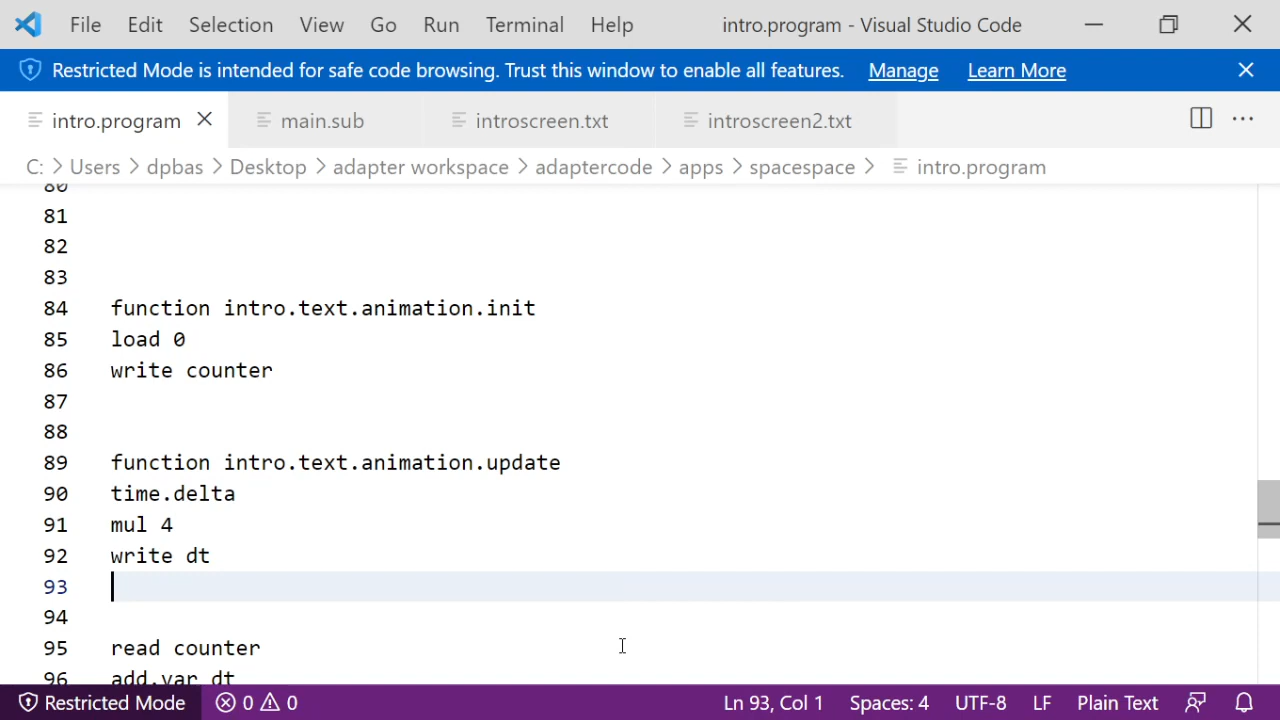 File Edit Selection View Go Run Terminal Help intro.program - Visual Studio Code
Restricted Mode is intended for safe code browsing. Trust this window to enable all features. Manage Learn More
intro.program main.sub introscreen.txt introscreen2.txt
C: > Users > dpbas > Desktop > adapter workspace > adaptercode > apps > spacespace > intro.program
80
81
82
83
84 function intro.text.animation.init
85 load 0
86 write counter
87
88
89 function intro.text.animation.update
90 time.delta
91 mul 4
92 write dt
93
94
95 read counter
96 add.var dt
Restricted Mode 0 0 Ln 93, Col 1 Spaces: 4 UTF-8 LF Plain Text